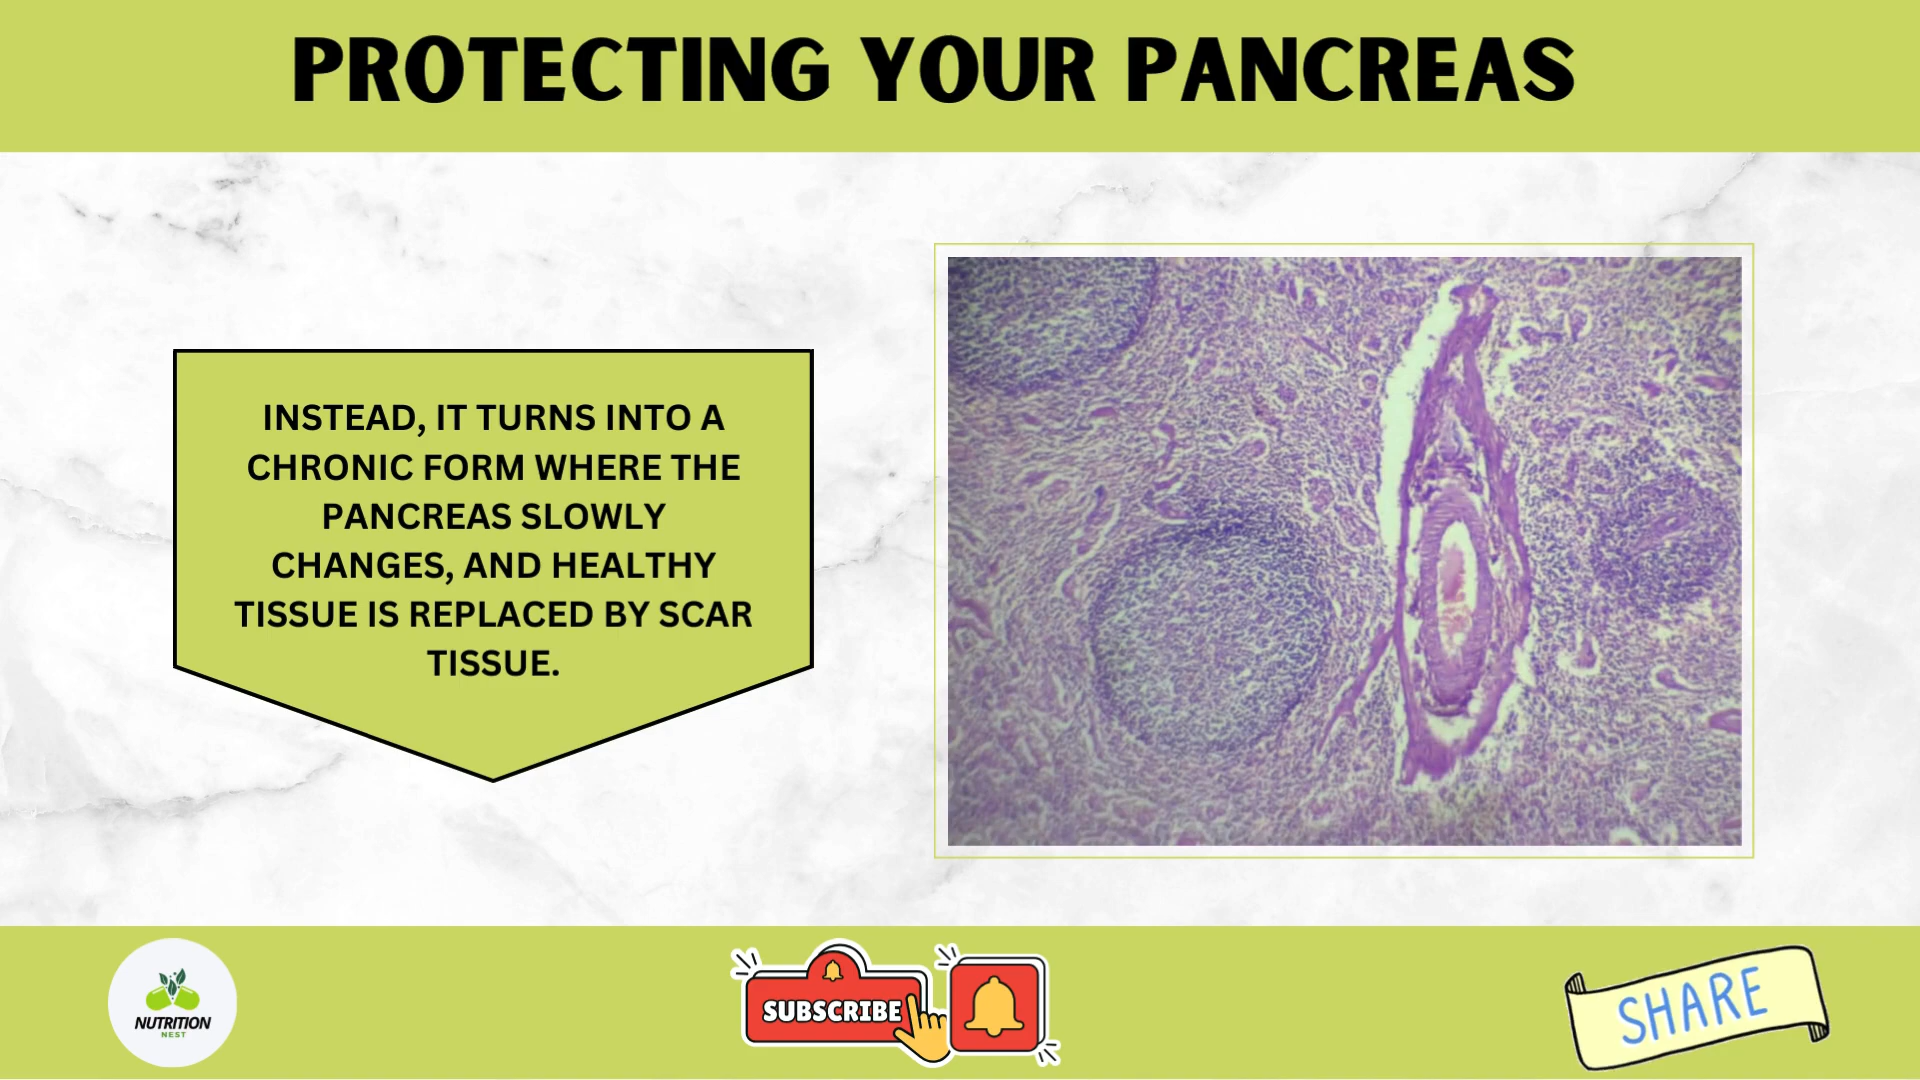 PROTECTING YOUR PANCREAS
INSTEAD, IT TURNS INTO A
CHRONIC FORM WHERE THE
PANCREAS SLOWLY
CHANGES, AND HEALTHY
TISSUE IS REPLACED BY SCAR
TISSUE.
NUTRITION
NEST
SUBSCRIBE
SHARE